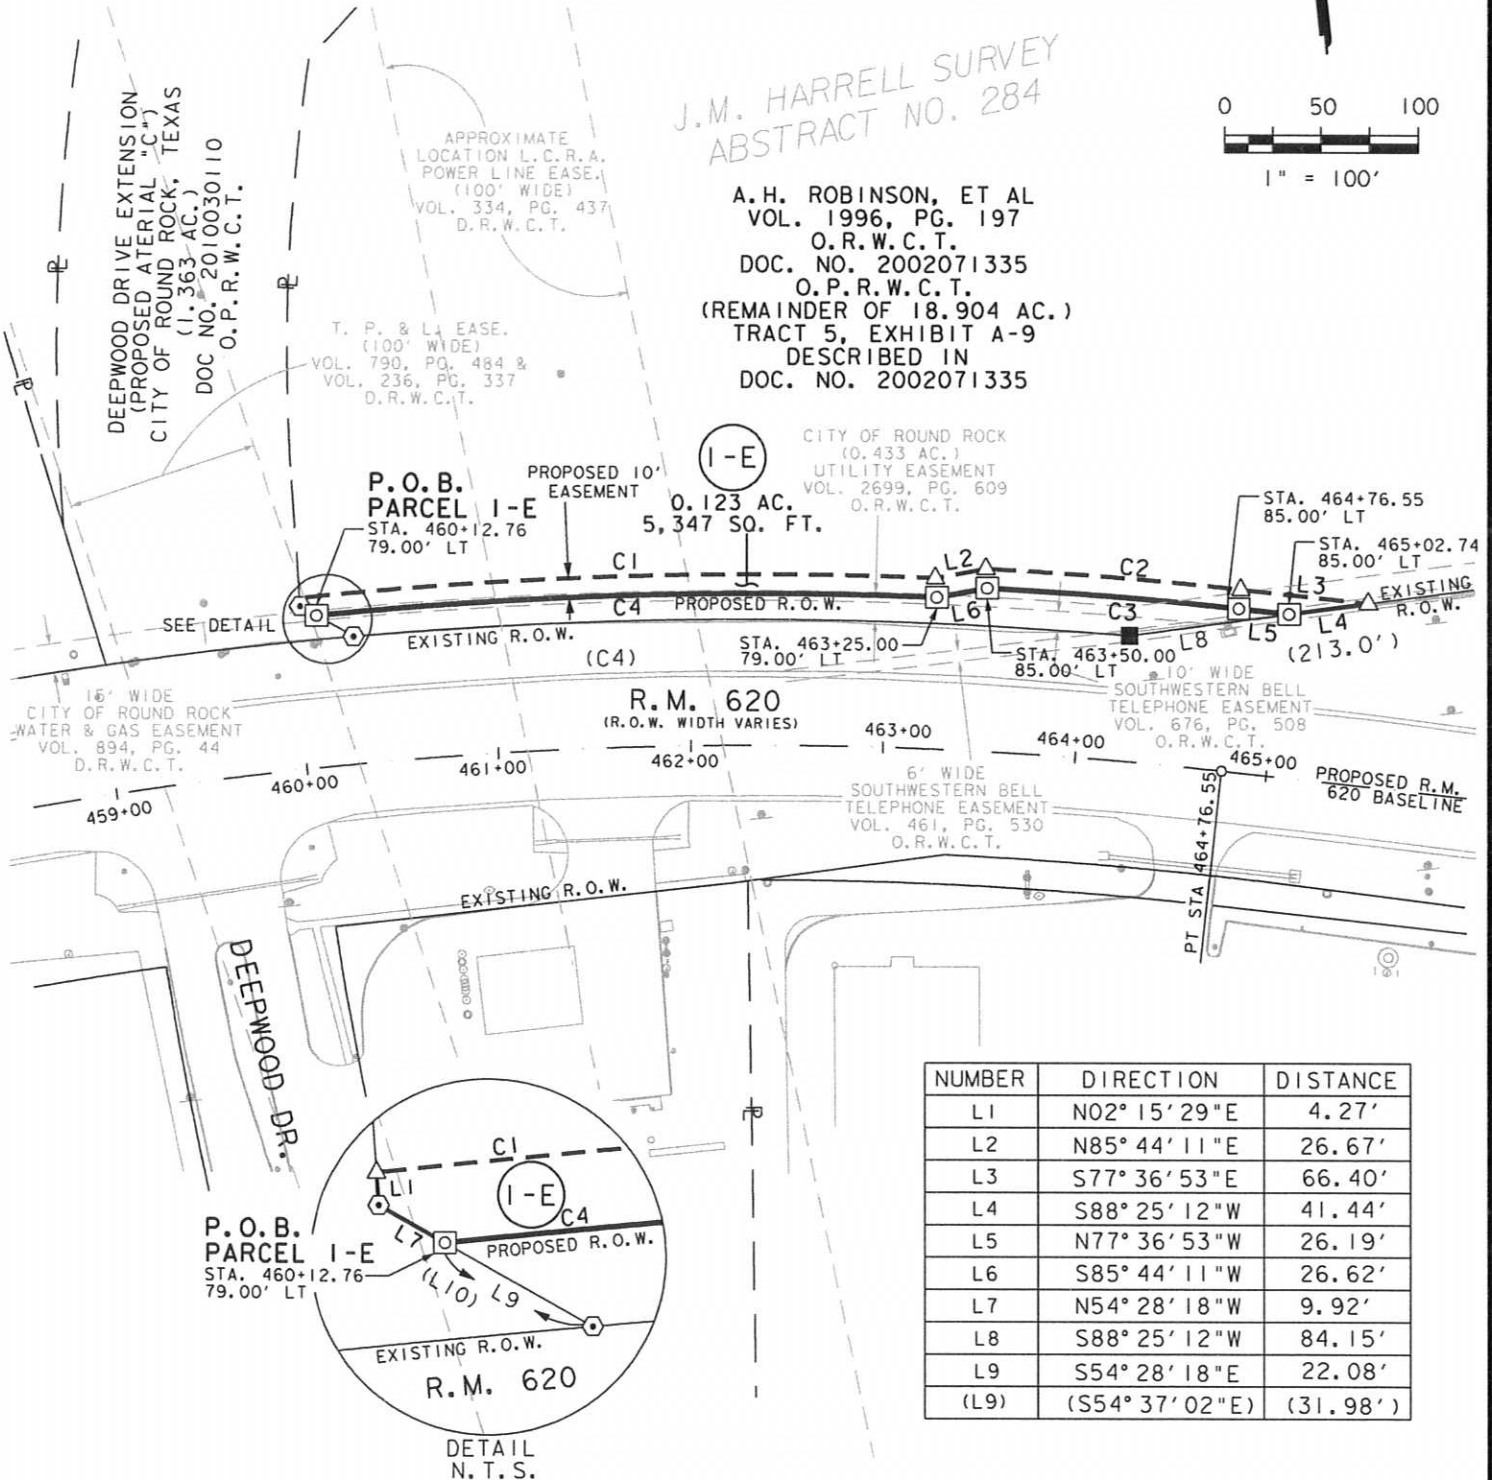 J.M. HARRELL SURVEY
ABSTRACT NO. 284
0 50 100
1" = 100'
DEEPWOOD DRIVE EXTENSION
(PROPOSED ATERIAL "C")
CITY OF ROUND ROCK, TEXAS
(1.363 AC.)
DOC NO. 2010030110
O.P.R.W.C.T.
APPROXIMATE
LOCATION L.C.R.A.
POWER LINE EASE.
(100' WIDE)
VOL. 334, PG. 437
D.R.W.C.T.
A.H. ROBINSON, ET AL
VOL. 1996, PG. 197
O.R.W.C.T.
DOC. NO. 2002071335
O.P.R.W.C.T.
(REMAINDER OF 18.904 AC.)
TRACT 5, EXHIBIT A-9
DESCRIBED IN
DOC. NO. 2002071335
T. P. & L. EASE.
(100' WIDE)
VOL. 790, PG. 484 &
VOL. 236, PG. 337
D.R.W.C.T.
PL
PL
PL
P.O.B.
PARCEL 1-E
STA. 460+12.76
79.00' LT
PROPOSED 10'
EASEMENT
1-E
0.123 AC.
5,347 SQ. FT.
CITY OF ROUND ROCK
(0.433 AC.)
UTILITY EASEMENT
VOL. 2699, PG. 609
O.R.W.C.T.
STA. 464+76.55
85.00' LT
STA. 465+02.74
85.00' LT
C1
L2
C2
L3
EXISTING
R.O.W.
C4
PROPOSED R.O.W.
L6
C3
L8
L5
L4
(213.0')
SEE DETAIL
EXISTING R.O.W.
(C4)
STA. 463+25.00
79.00' LT
STA. 463+50.00
85.00' LT
16' WIDE
CITY OF ROUND ROCK
WATER & GAS EASEMENT
VOL. 894, PG. 44
D.R.W.C.T.
R.M. 620
(R.O.W. WIDTH VARIES)
10' WIDE
SOUTHWESTERN BELL
TELEPHONE EASEMENT
VOL. 676, PG. 508
O.R.W.C.T.
459+00
460+00
461+00
462+00
463+00
464+00
465+00
PROPOSED R.M.
620 BASELINE
6' WIDE
SOUTHWESTERN BELL
TELEPHONE EASEMENT
VOL. 461, PG. 530
O.R.W.C.T.
PT STA 464+76.55
EXISTING R.O.W.
DEEPWOOD DR.
PL
C1
L1
1-E
C4
L7
PROPOSED R.O.W.
P.O.B.
PARCEL 1-E
STA. 460+12.76
79.00' LT
(L10) L9
EXISTING R.O.W.
R.M. 620
DETAIL
N.T.S.
NUMBER DIRECTION DISTANCE
L1 N02°15'29"E 4.27'
L2 N85°44'11"E 26.67'
L3 S77°36'53"E 66.40'
L4 S88°25'12"W 41.44'
L5 N77°36'53"W 26.19'
L6 S85°44'11"W 26.62'
L7 N54°28'18"W 9.92'
L8 S88°25'12"W 84.15'
L9 S54°28'18"E 22.08'
(L9) (S54°37'02"E) (31.98')